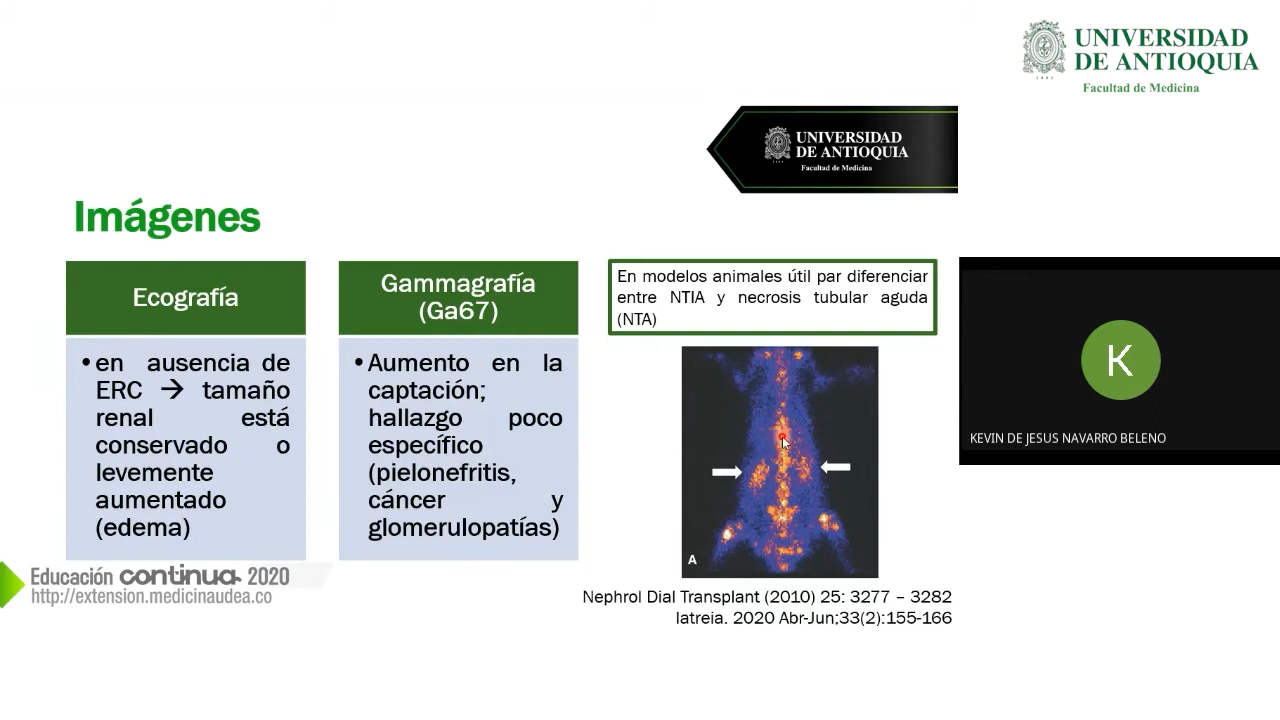 UNIVERSIDAD
DE ANTIOQUIA
Facultad de Medicina
UNIVERSIDAD
DE ANTIOQUIA
Facultad de Medicina
Imágenes
Ecografía
• en ausencia de
ERC → tamaño
renal está
conservado o
levemente
aumentado
(edema)
Gammagrafía
(Ga67)
• Aumento en la
captación;
hallazgo poco
específico
(pielonefritis,
cáncer y
glomerulopatías)
En modelos animales útil par diferenciar
entre NTIA y necrosis tubular aguda
(NTA)
A
Nephrol Dial Transplant (2010) 25: 3277 – 3282
Iatreia. 2020 Abr-Jun;33(2):155-166
K
KEVIN DE JESUS NAVARRO BELENO
Educación continua 2020
http://extension.medicinaudea.co